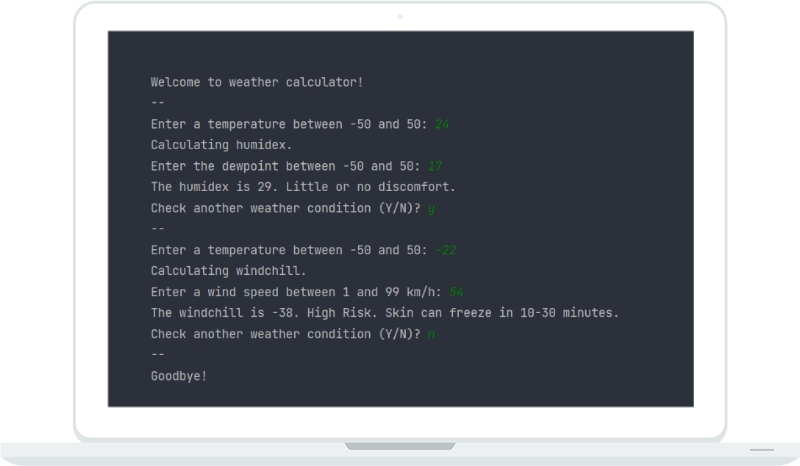 Welcome to weather calculator!
--
Enter a temperature between -50 and 50: 24
Calculating humidex.
Enter the dewpoint between -50 and 50: 17
The humidex is 29. Little or no discomfort.
Check another weather condition (Y/N)? y
--
Enter a temperature between -50 and 50: -22
Calculating windchill.
Enter a wind speed between 1 and 99 km/h: 54
The windchill is -38. High Risk. Skin can freeze in 10-30 minutes.
Check another weather condition (Y/N)? n
--
Goodbye!